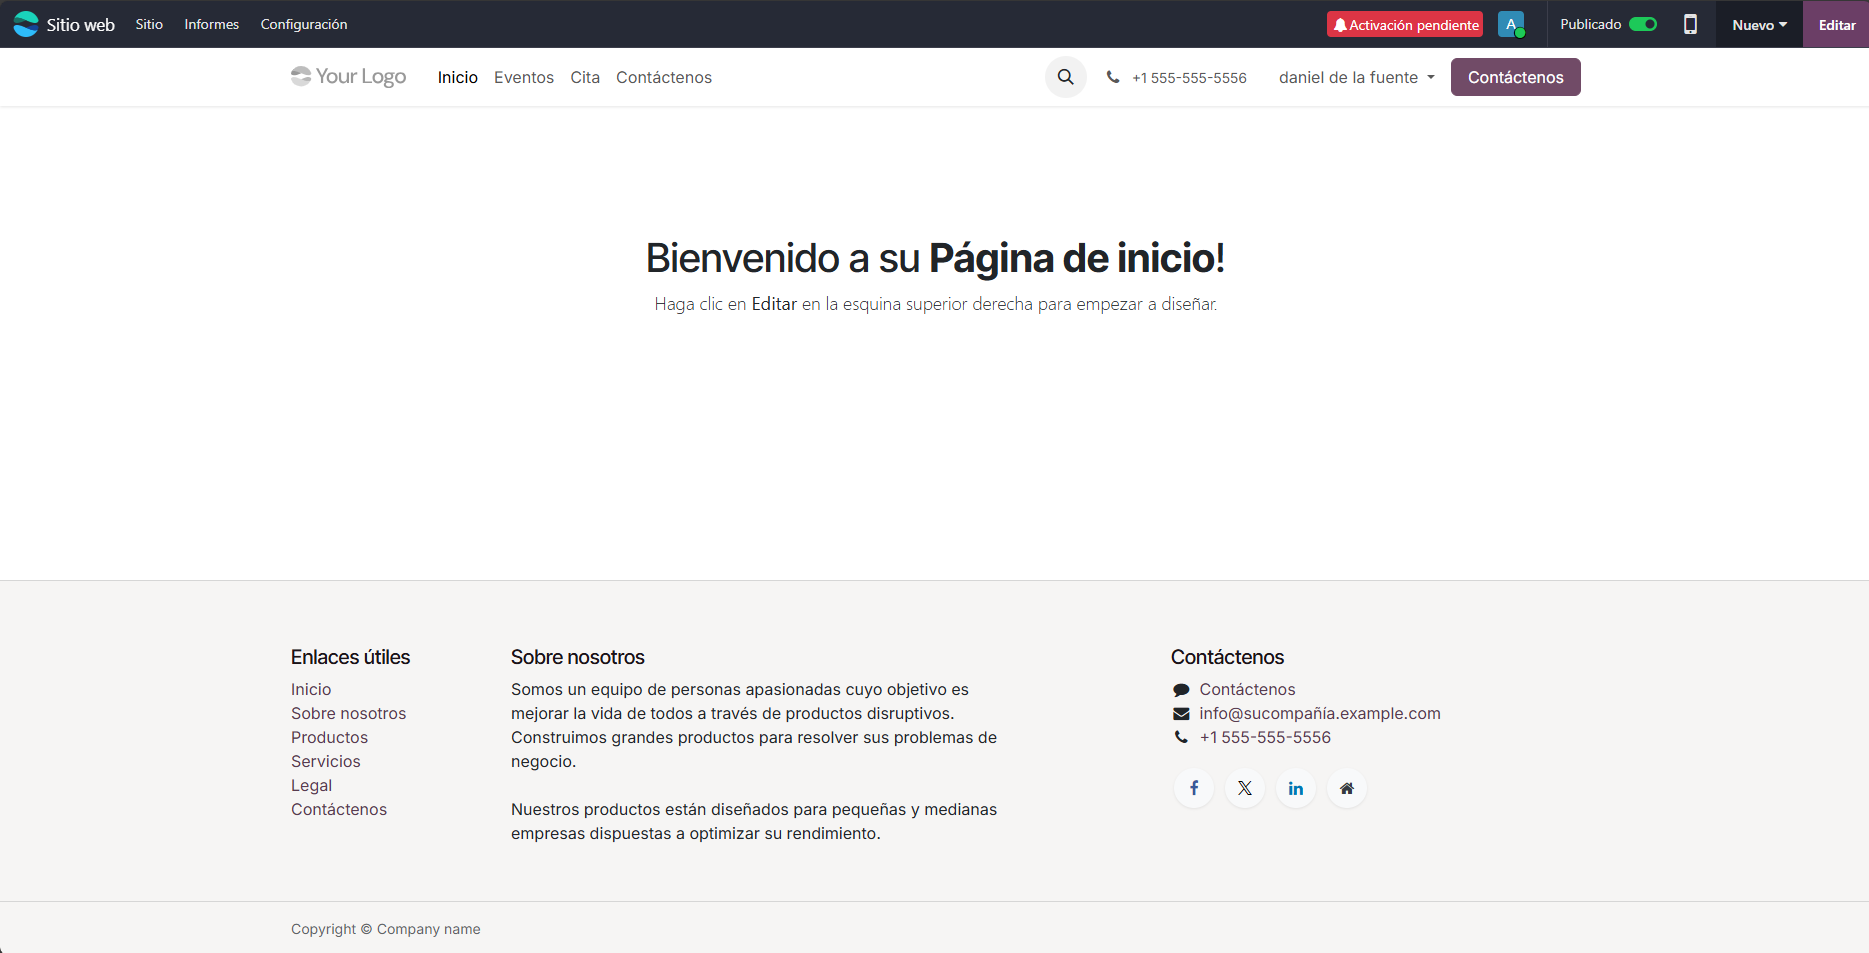 Sitio web Sitio Informes Configuración Activación pendiente A Publicado Nuevo Editar
Your Logo Inicio Eventos Cita Contáctenos +1 555-555-5556 daniel de la fuente Contáctenos
Bienvenido a su Página de inicio!
Haga clic en Editar en la esquina superior derecha para empezar a diseñar.
Enlaces útiles
Inicio
Sobre nosotros
Productos
Servicios
Legal
Contáctenos
Sobre nosotros
Somos un equipo de personas apasionadas cuyo objetivo es
mejorar la vida de todos a través de productos disruptivos.
Construimos grandes productos para resolver sus problemas de
negocio.
Nuestros productos están diseñados para pequeñas y medianas
empresas dispuestas a optimizar su rendimiento.
Contáctenos
Contáctenos
info@sucompañía.example.com
+1 555-555-5556
Copyright © Company name